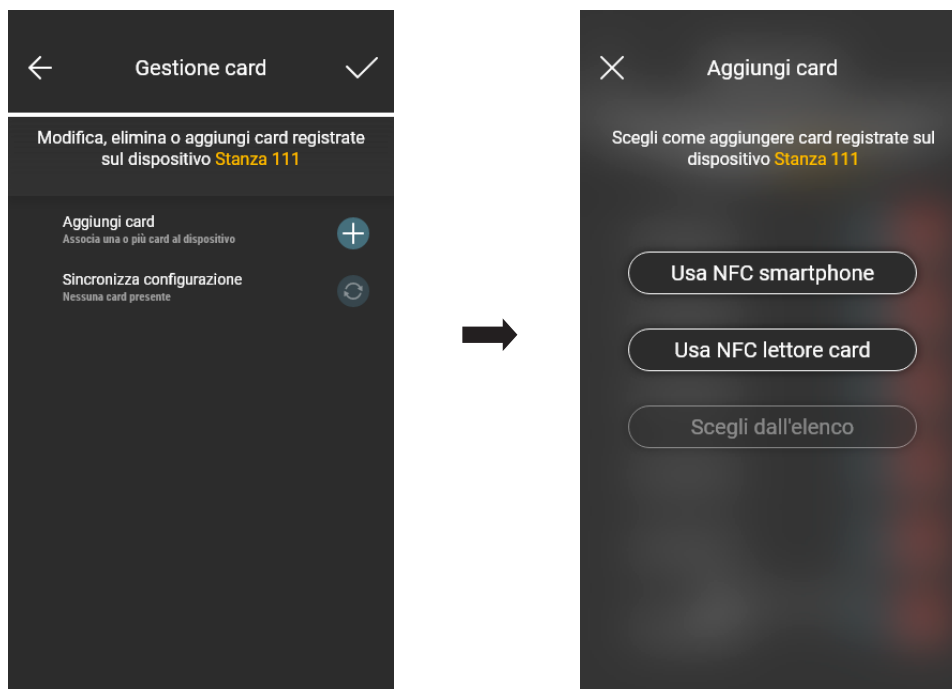 Gestione card
Modifica, elimina o aggiungi card registrate
sul dispositivo Stanza 111
Aggiungi card
Associa una o più card al dispositivo
Sincronizza configurazione
Nessuna card presente
Aggiungi card
Scegli come aggiungere card registrate sul
dispositivo Stanza 111
Usa NFC smartphone
Usa NFC lettore card
Scegli dall'elenco